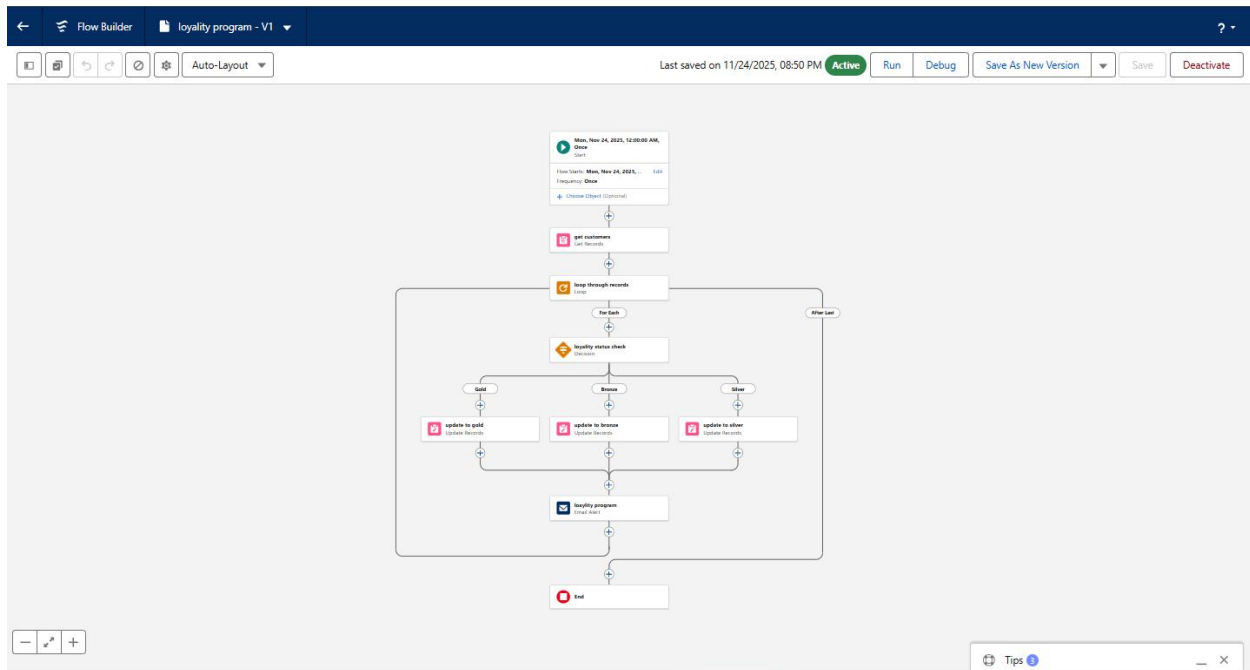 Flow Builder
loyality program - V1
?
Auto-Layout
Last saved on 11/24/2025, 08:50 PM
Active
Run
Debug
Save As New Version
Save
Deactivate
Mon, Nov 24, 2025, 12:00:00 AM,
Once
Start
Flow Starts: Mon, Nov 24, 2025, ...
Edit
Frequency: Once
+ Choose Object (Optional)
get customers
Get Records
loop through records
Loop
For Each
After Last
loyality status check
Decision
Gold
Bronze
Silver
update to gold
Update Records
update to bronze
Update Records
update to silver
Update Records
program
Email Alert
End
Tips 3